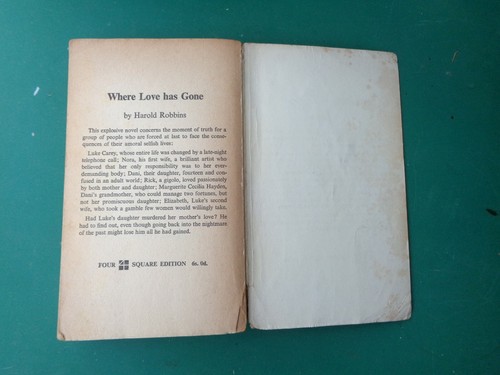 Where Love has Gone
by Harold Robbins
This explosive novel concerns the moment of truth for a
group of people who are forced at last to face the conse-
quences of their amoral selfish lives:
Luke Carey, whose entire life was changed by a late-night
telephone call; Nora, his first wife, a brilliant artist who
believed that her only responsibility was to her ever-
demanding body; Dani, their daughter, fourteen and con-
fused in an adult world; Rick, a gigolo, loved passionately
by both mother and daughter; Marguerite Cecilia Hayden,
Dani's grandmother, who could manage two fortunes, but
not her promiscuous daughter; Elizabeth, Luke's second
wife, who took a gamble few women would willingly take.
Had Luke's daughter murdered her mother's love? He
had to find out, even though going back into the nightmare
of the past might lose him all he had gained.
FOUR SQUARE EDITION 6s. 0d.